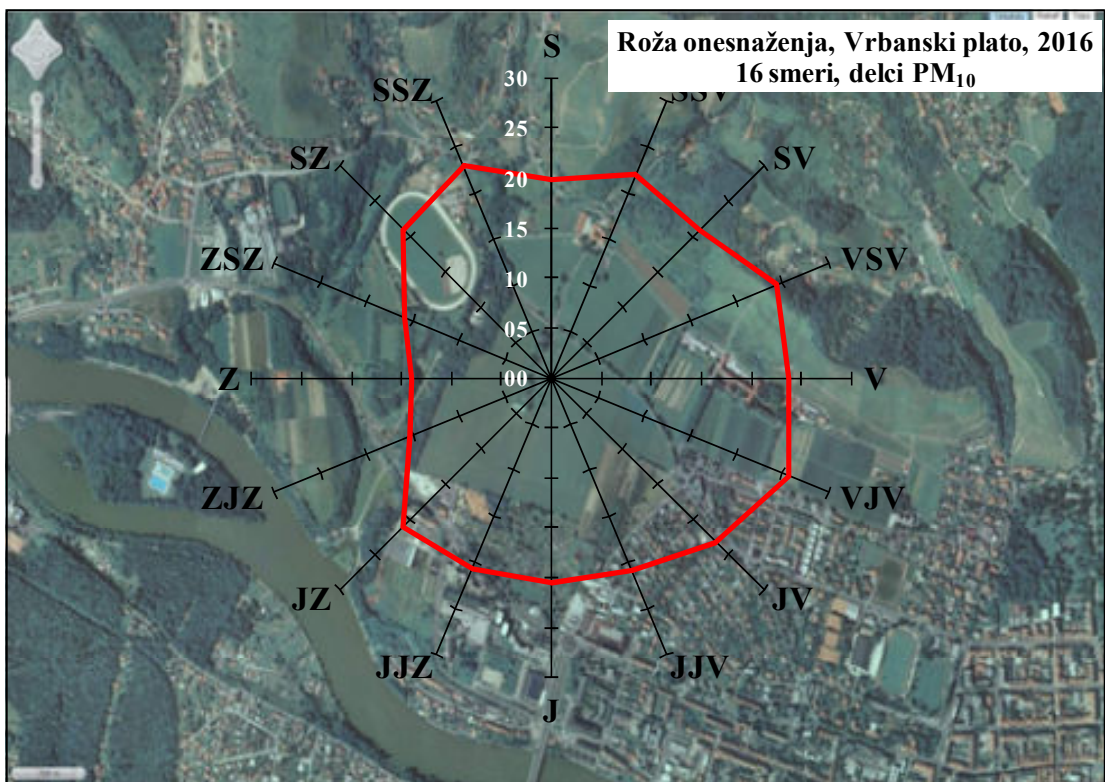 Roža onesnaženja, Vrbanski plato, 2016
16 smeri, delci PM₁₀
S
30
SSZ
SSV
25
SZ
20
SV
15
ZSZ
VSV
10
05
Z
00
V
ZJZ
VJV
JZ
JV
JJZ
JJV
J